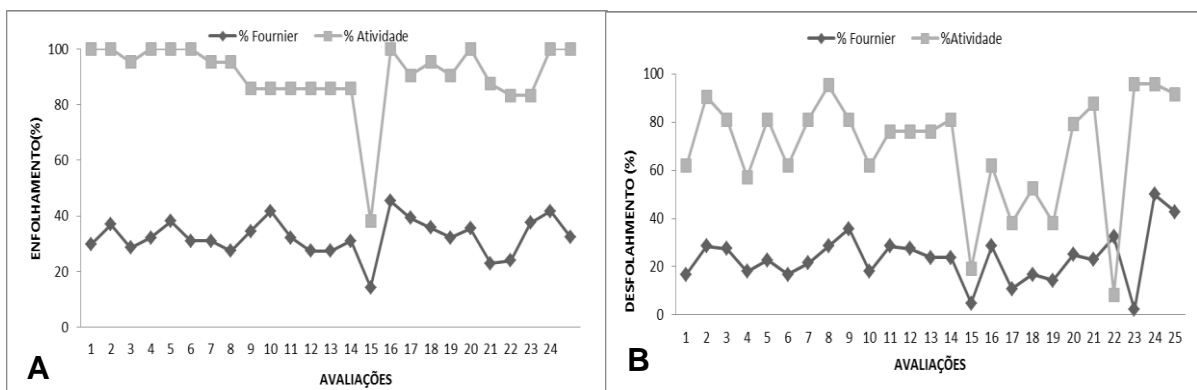 % Fournier % Atividade
ENFOLHAMENTO(%)
100
80
60
40
20
0
1 2 3 4 5 6 7 8 9 10 11 12 13 14 15 16 17 18 19 20 21 22 23 24
AVALIAÇÕES
A
% Fournier %Atividade
DESFOLAHMENTO (%)
100
80
60
40
20
0
1 2 3 4 5 6 7 8 9 10 11 12 13 14 15 16 17 18 19 20 21 22 23 24 25
AVALIAÇÕES
B